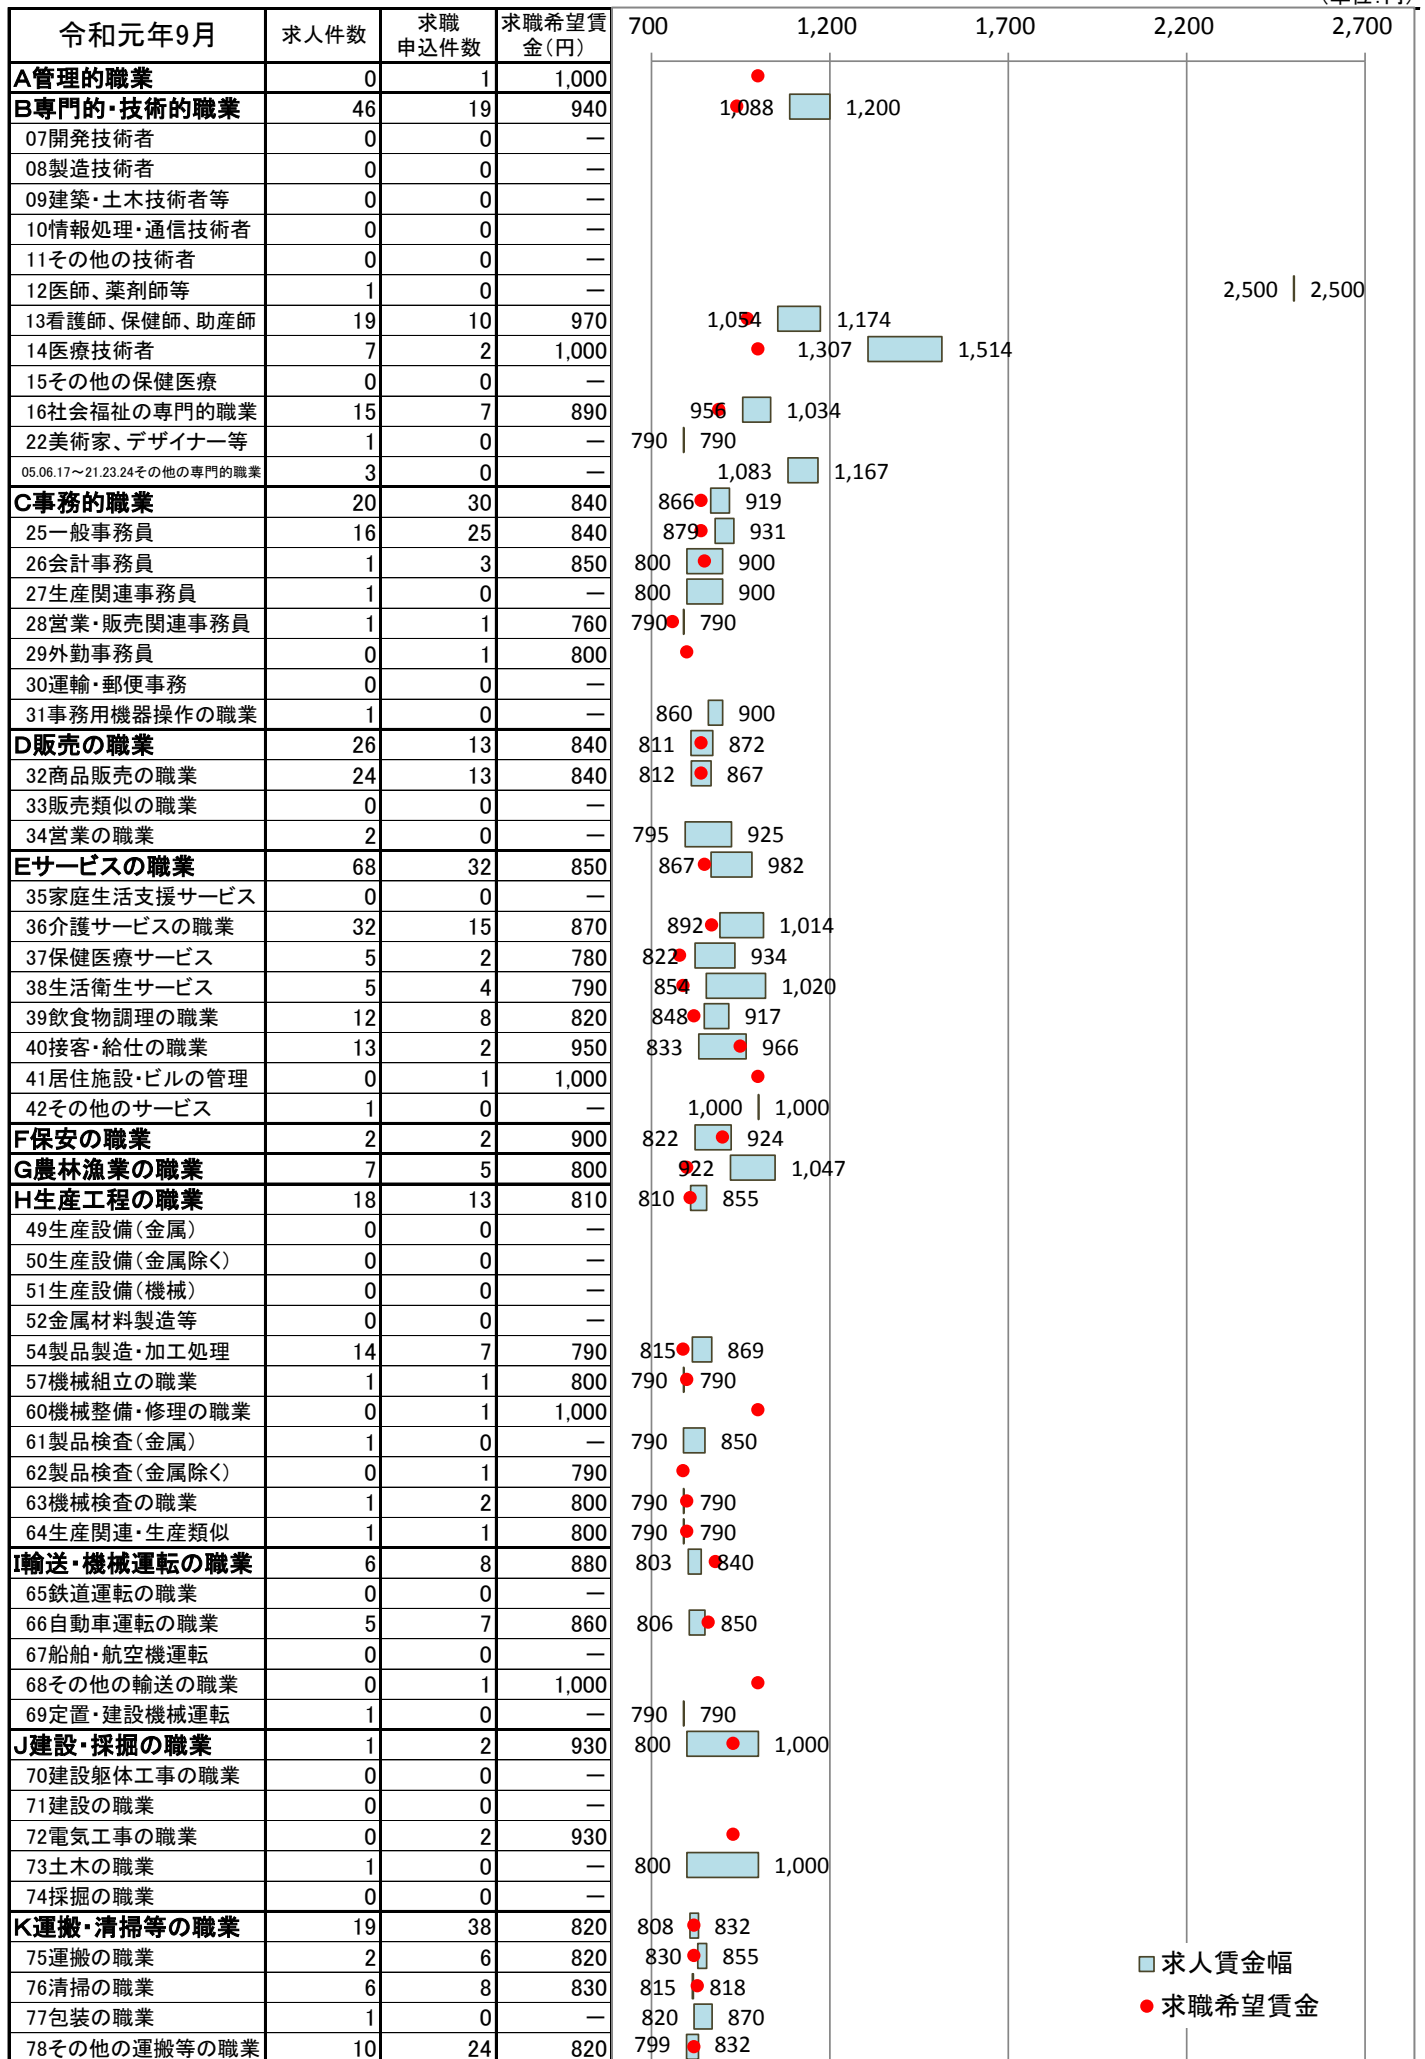 令和元年9月 求人件数 求職申込件数 求職希望賃金(円) 700 1,200 1,700 2,200 2,700
A管理的職業 0 1 1,000
B専門的・技術的職業 46 19 940 1,088 1,200
07開発技術者 0 0 ―
08製造技術者 0 0 ―
09建築・土木技術者等 0 0 ―
10情報処理・通信技術者 0 0 ―
11その他の技術者 0 0 ―
12医師、薬剤師等 1 0 ― 2,500 2,500
13看護師、保健師、助産師 19 10 970 1,054 1,174
14医療技術者 7 2 1,000 1,307 1,514
15その他の保健医療 0 0 ―
16社会福祉の専門的職業 15 7 890 956 1,034
22美術家、デザイナー等 1 0 ― 790 790
05.06.17～21.23.24その他の専門的職業 3 0 ― 1,083 1,167
C事務的職業 20 30 840 866 919
25一般事務員 16 25 840 879 931
26会計事務員 1 3 850 800 900
27生産関連事務員 1 0 ― 800 900
28営業・販売関連事務員 1 1 760 790 790
29外勤事務員 0 1 800
30運輸・郵便事務 0 0 ―
31事務用機器操作の職業 1 0 ― 860 900
D販売の職業 26 13 840 811 872
32商品販売の職業 24 13 840 812 867
33販売類似の職業 0 0 ―
34営業の職業 2 0 ― 795 925
Eサービスの職業 68 32 850 867 982
35家庭生活支援サービス 0 0 ―
36介護サービスの職業 32 15 870 892 1,014
37保健医療サービス 5 2 780 822 934
38生活衛生サービス 5 4 790 854 1,020
39飲食物調理の職業 12 8 820 848 917
40接客・給仕の職業 13 2 950 833 966
41居住施設・ビルの管理 0 1 1,000
42その他のサービス 1 0 ― 1,000 1,000
F保安の職業 2 2 900 822 924
G農林漁業の職業 7 5 800 922 1,047
H生産工程の職業 18 13 810 810 855
49生産設備(金属) 0 0 ―
50生産設備(金属除く) 0 0 ―
51生産設備(機械) 0 0 ―
52金属材料製造等 0 0 ―
54製品製造・加工処理 14 7 790 815 869
57機械組立の職業 1 1 800 790 790
60機械整備・修理の職業 0 1 1,000
61製品検査(金属) 1 0 ― 790 850
62製品検査(金属除く) 0 1 790
63機械検査の職業 1 2 800 790 790
64生産関連・生産類似 1 1 800 790 790
I輸送・機械運転の職業 6 8 880 803 840
65鉄道運転の職業 0 0 ―
66自動車運転の職業 5 7 860 806 850
67船舶・航空機運転 0 0 ―
68その他の輸送の職業 0 1 1,000
69定置・建設機械運転 1 0 ― 790 790
J建設・採掘の職業 1 2 930 800 1,000
70建設躯体工事の職業 0 0 ―
71建設の職業 0 0 ―
72電気工事の職業 0 2 930
73土木の職業 1 0 ― 800 1,000
74採掘の職業 0 0 ―
K運搬・清掃等の職業 19 38 820 808 832
75運搬の職業 2 6 820 830 855
76清掃の職業 6 8 830 815 818
77包装の職業 1 0 ― 820 870
78その他の運搬等の職業 10 24 820 799 832
求人賃金幅
求職希望賃金